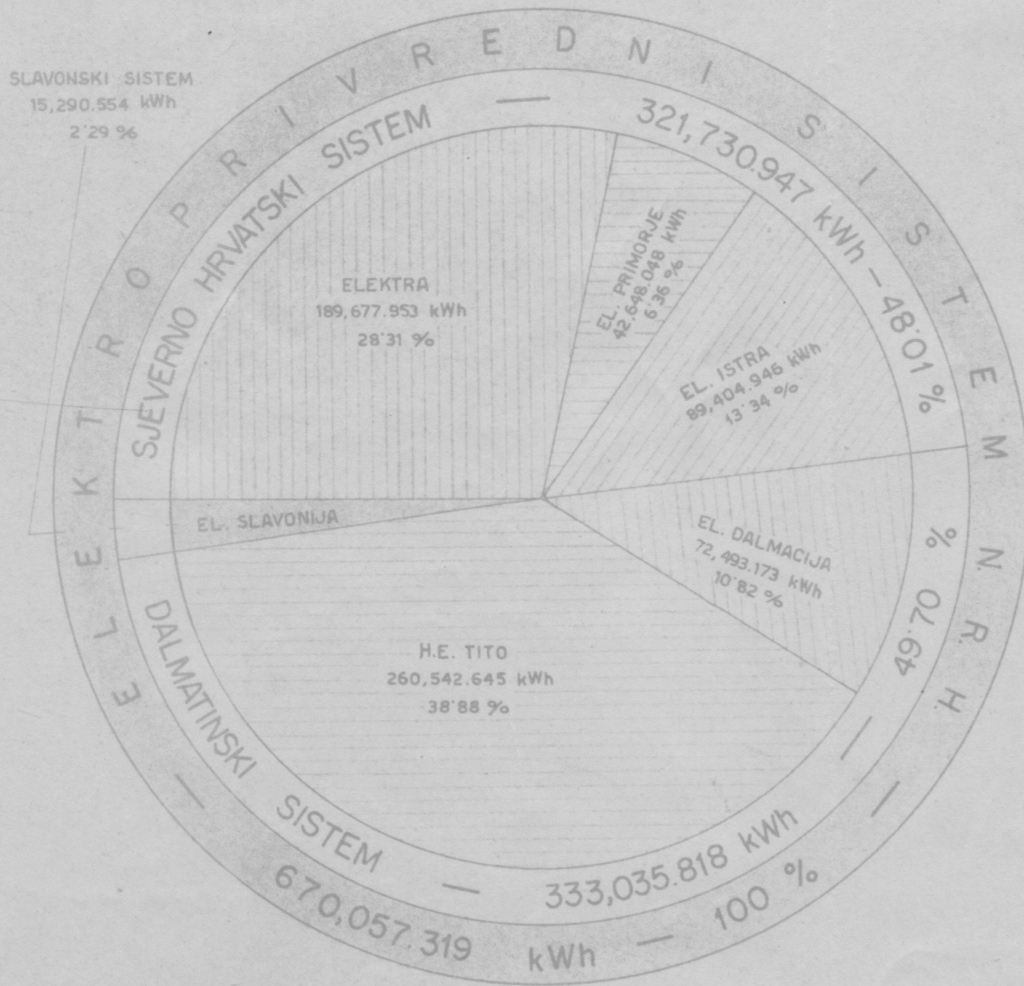 SLAVONSKI SISTEM
15,290.554 kWh
2'29 %
ELEKTROPRIVREDNI SISTEM N.R.H. — 670,057.319 kWh — 100 %
SJEVERNO HRVATSKI SISTEM — 321,730.947 kWh — 48'01 %
ELEKTRA
189,677.953 kWh
28'31 %
EL. PRIMORJE
42,648.048 kWh
6'36 %
EL. ISTRA
89,404.946 kWh
13'34 %
EL. DALMACIJA
72,493.173 kWh
10'82 %
EL. SLAVONIJA
H.E. TITO
260,542.645 kWh
38'88 %
DALMATINSKI SISTEM — 333,035.818 kWh — 49'70 %